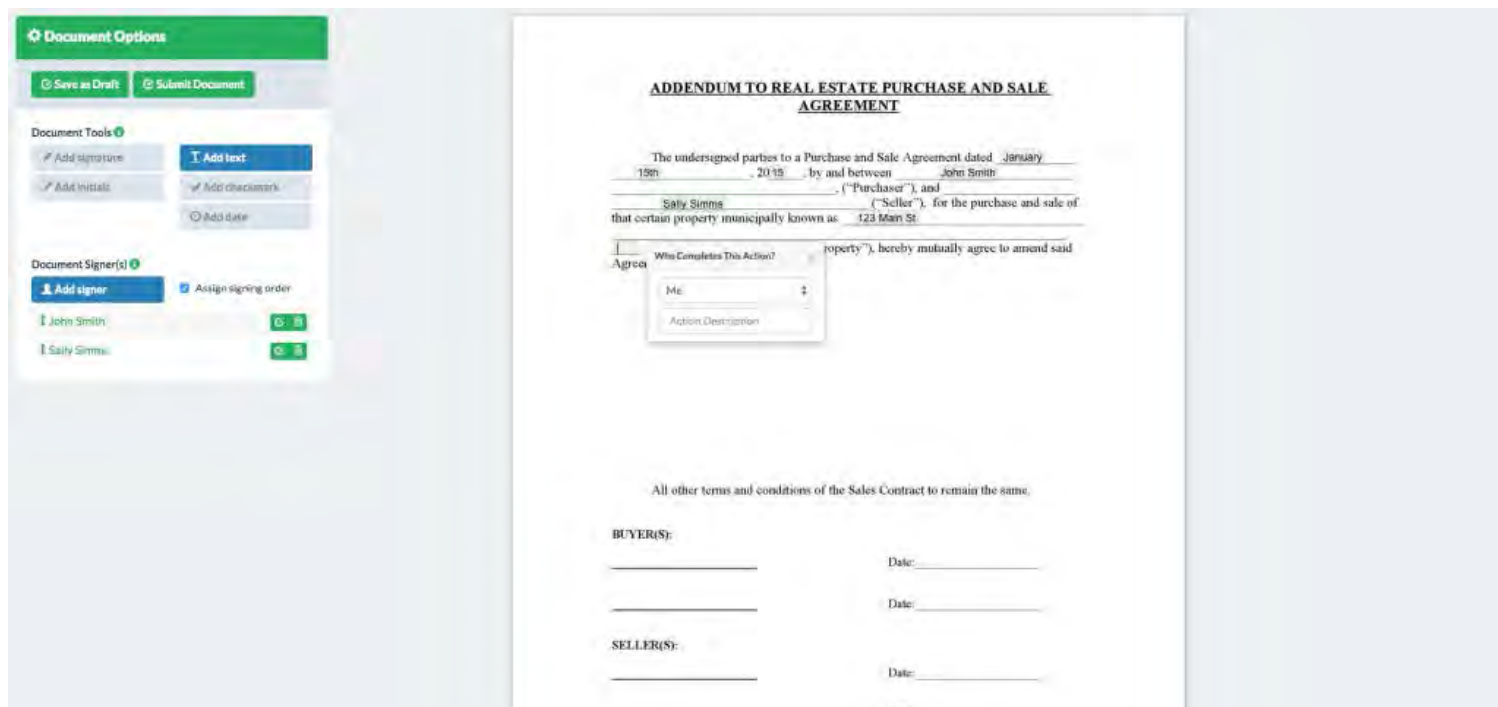 Document Options
Save as Draft
Submit Document
Document Tools
Add signature
Add text
Add initials
Add checkmark
Add date
Document Signer(s)
Add signer
Assign signing order
John Smith
Sally Simms
ADDENDUM TO REAL ESTATE PURCHASE AND SALE
AGREEMENT
The undersigned parties to a Purchase and Sale Agreement dated January
15th , 2015 , by and between John Smith
, ("Purchaser"), and
Sally Simms ("Seller"), for the purchase and sale of
that certain property municipally known as 123 Main St
roperty"), hereby mutually agree to amend said
Agree
Who Completes This Action?
Me
Action Description
All other terms and conditions of the Sales Contract to remain the same.
BUYER(S):
Date:
Date:
SELLER(S):
Date: